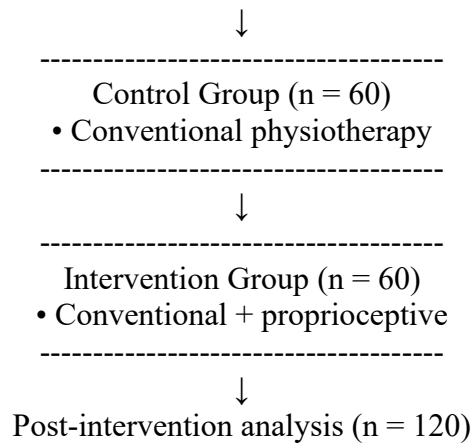 ↓
----------------------------------------
Control Group (n = 60)
• Conventional physiotherapy
----------------------------------------
↓
----------------------------------------
Intervention Group (n = 60)
• Conventional + proprioceptive
----------------------------------------
↓
Post-intervention analysis (n = 120)